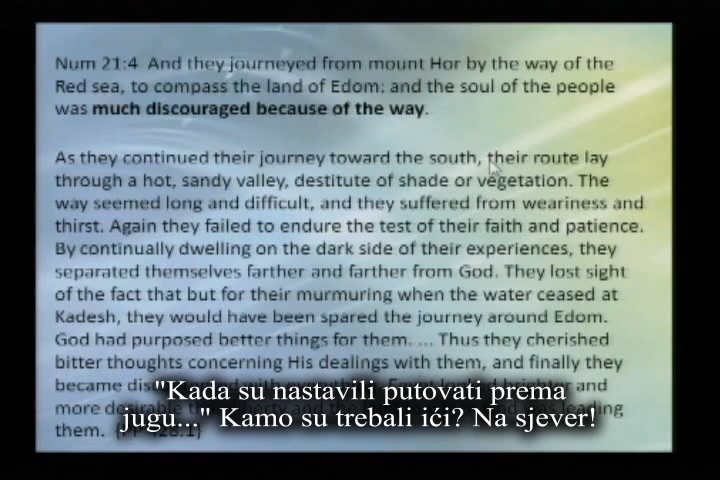 Num 21:4 And they journeyed from mount Hor by the way of the
Red sea, to compass the land of Edom: and the soul of the people
was much discouraged because of the way.
As they continued their journey toward the south, their route lay
through a hot, sandy valley, destitute of shade or vegetation. The
way seemed long and difficult, and they suffered from weariness and
thirst. Again they failed to endure the test of their faith and patience.
By continually dwelling on the dark side of their experiences, they
separated themselves farther and farther from God. They lost sight
of the fact that but for their murmuring when the water ceased at
Kadesh, they would have been spared the journey around Edom.
God had purposed better things for them. ... Thus they cherished
bitter thoughts concerning His dealings with them, and finally they
became and
more leading
them.
"Kada su nastavili putovati prema
jugu..." Kamo su trebali ići? Na sjever!